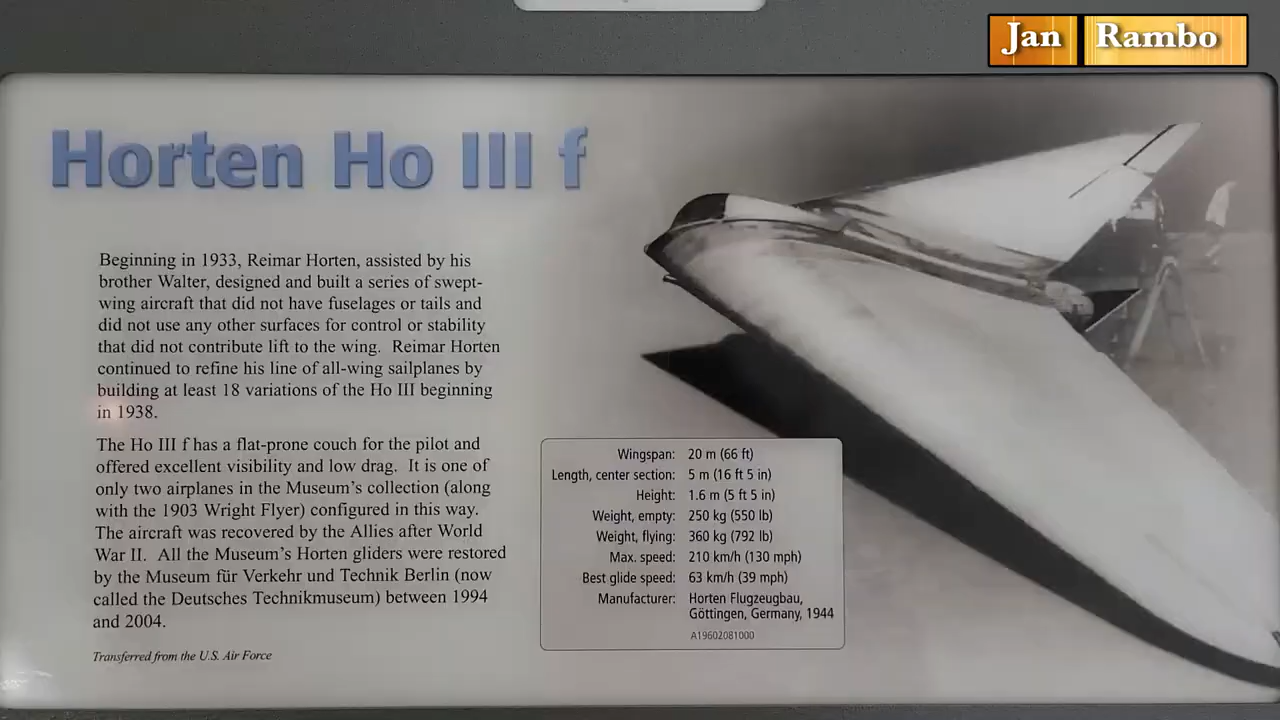 Jan Rambo
Horten Ho III f
Beginning in 1933, Reimar Horten, assisted by his
brother Walter, designed and built a series of swept-
wing aircraft that did not have fuselages or tails and
did not use any other surfaces for control or stability
that did not contribute lift to the wing. Reimar Horten
continued to refine his line of all-wing sailplanes by
building at least 18 variations of the Ho III beginning
in 1938.
The Ho III f has a flat-prone couch for the pilot and
offered excellent visibility and low drag. It is one of
only two airplanes in the Museum's collection (along
with the 1903 Wright Flyer) configured in this way.
The aircraft was recovered by the Allies after World
War II. All the Museum's Horten gliders were restored
by the Museum für Verkehr und Technik Berlin (now
called the Deutsches Technikmuseum) between 1994
and 2004.
Transferred from the U.S. Air Force
Wingspan: 20 m (66 ft)
Length, center section: 5 m (16 ft 5 in)
Height: 1.6 m (5 ft 5 in)
Weight, empty: 250 kg (550 lb)
Weight, flying: 360 kg (792 lb)
Max. speed: 210 km/h (130 mph)
Best glide speed: 63 km/h (39 mph)
Manufacturer: Horten Flugzeugbau,
Göttingen, Germany, 1944
A19602081000